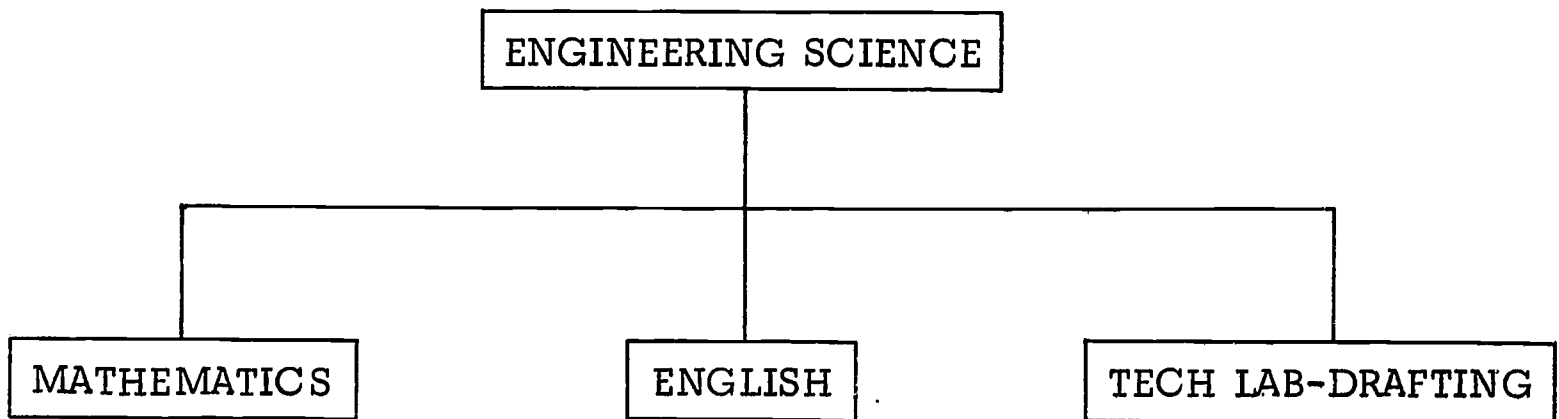 ENGINEERING SCIENCE
MATHEMATICS
ENGLISH
TECH LAB-DRAFTING